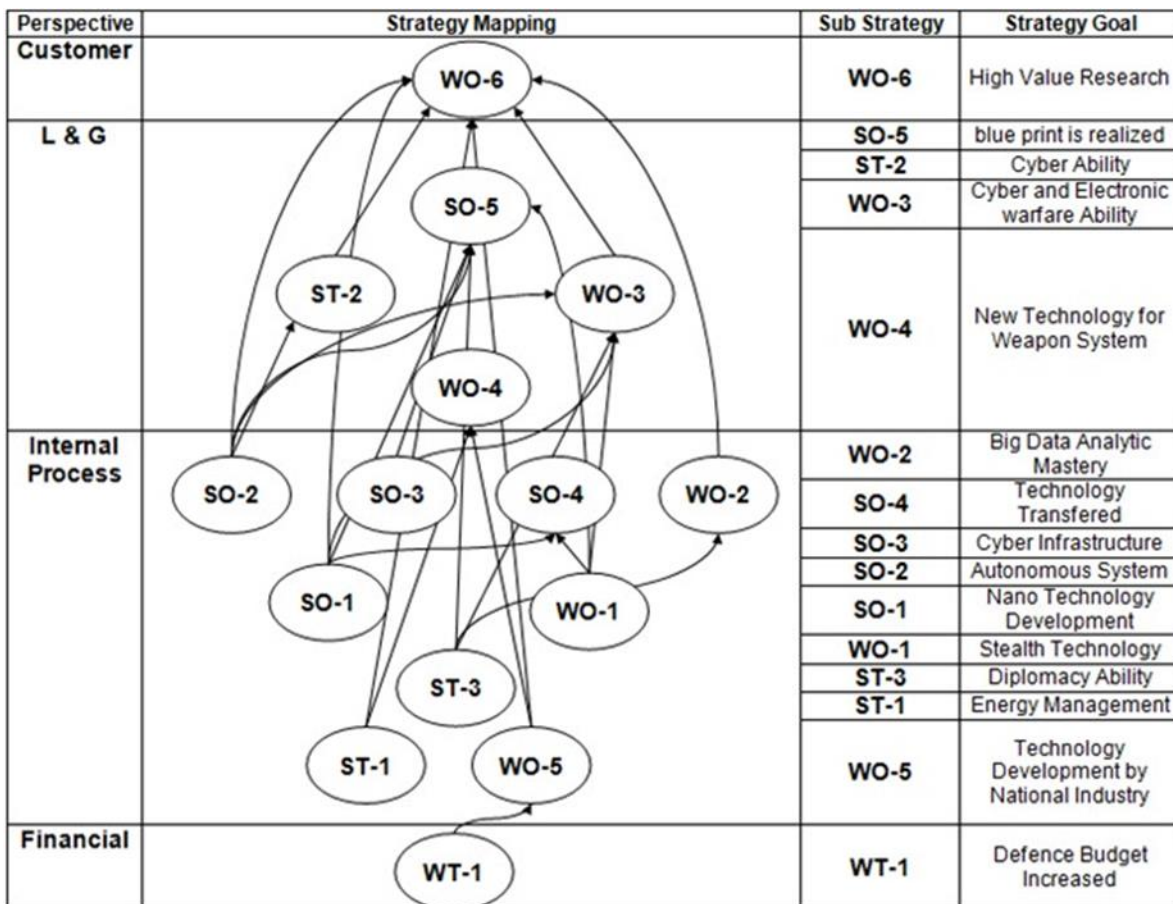 Perspective
Strategy Mapping
Sub Strategy
Strategy Goal
Customer
WO-6
WO-6
High Value Research
L & G
SO-5
ST-2
WO-3
WO-4
SO-5
blue print is realized
ST-2
Cyber Ability
WO-3
Cyber and Electronic
warfare Ability
WO-4
New Technology for
Weapon System
Internal
Process
SO-2
SO-3
SO-4
WO-2
SO-1
WO-1
ST-3
ST-1
WO-5
WO-2
Big Data Analytic
Mastery
SO-4
Technology
Transfered
SO-3
Cyber Infrastructure
SO-2
Autonomous System
SO-1
Nano Technology
Development
WO-1
Stealth Technology
ST-3
Diplomacy Ability
ST-1
Energy Management
WO-5
Technology
Development by
National Industry
Financial
WT-1
WT-1
Defence Budget
Increased